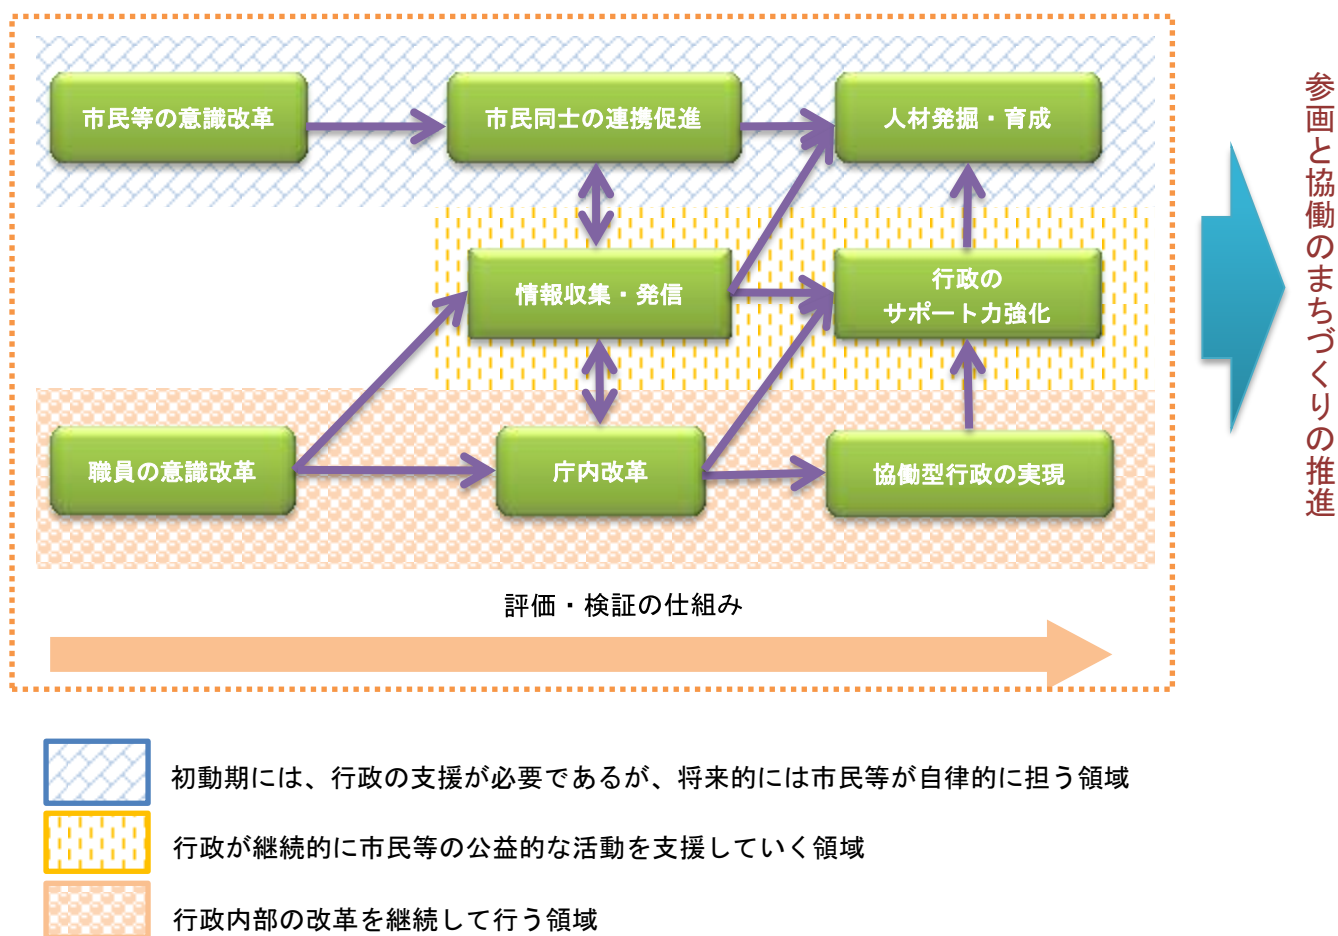 市民等の意識改革
市民同士の連携促進
人材発掘・育成
情報収集・発信
行政の
サポート力強化
職員の意識改革
庁内改革
協働型行政の実現
評価・検証の仕組み
参画と協働のまちづくりの推進
初動期には、行政の支援が必要であるが、将来的には市民等が自律的に担う領域
行政が継続的に市民等の公益的な活動を支援していく領域
行政内部の改革を継続して行う領域